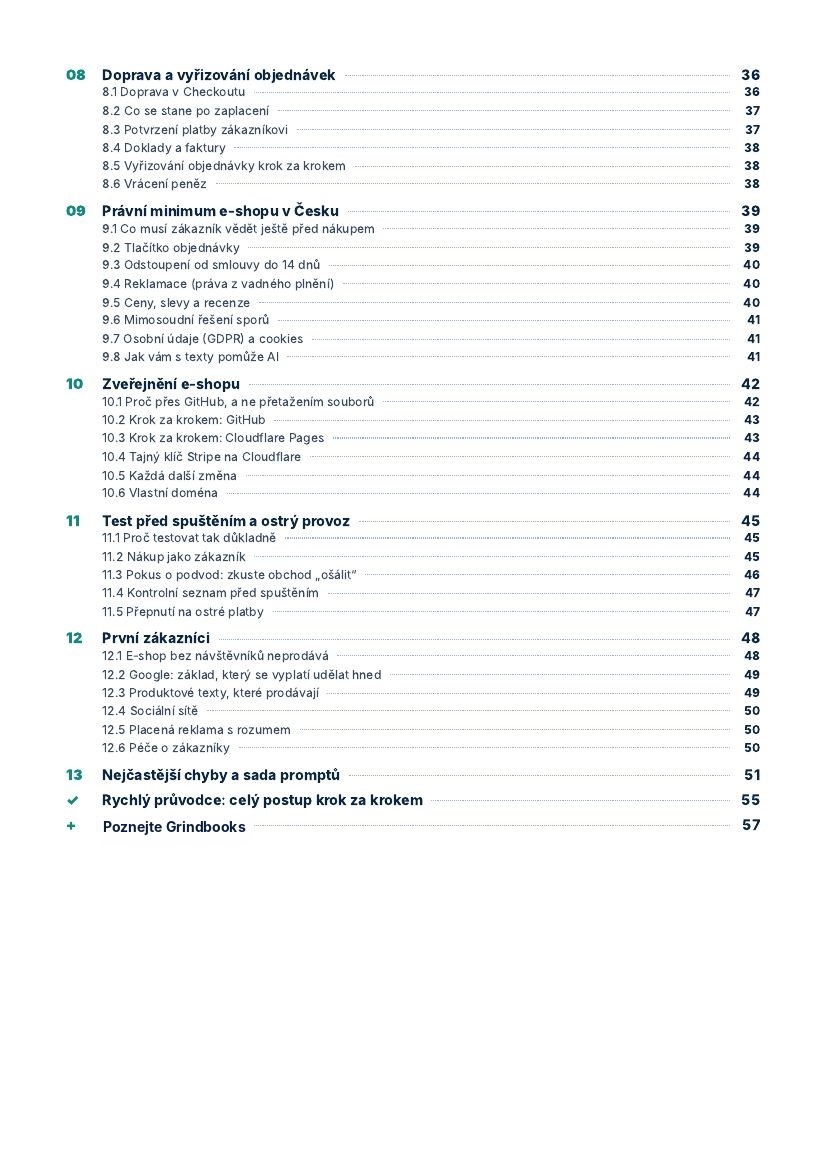 08 Doprava a vyřizování objednávek 36
8.1 Doprava v Checkoutu 36
8.2 Co se stane po zaplacení 37
8.3 Potvrzení platby zákazníkovi 37
8.4 Doklady a faktury 38
8.5 Vyřizování objednávky krok za krokem 38
8.6 Vrácení peněz 38
09 Právní minimum e-shopu v Česku 39
9.1 Co musí zákazník vědět ještě před nákupem 39
9.2 Tlačítko objednávky 39
9.3 Odstoupení od smlouvy do 14 dnů 40
9.4 Reklamace (práva z vadného plnění) 40
9.5 Ceny, slevy a recenze 40
9.6 Mimosoudní řešení sporů 41
9.7 Osobní údaje (GDPR) a cookies 41
9.8 Jak vám s texty pomůže AI 41
10 Zveřejnění e-shopu 42
10.1 Proč přes GitHub, a ne přetažením souborů 42
10.2 Krok za krokem: GitHub 43
10.3 Krok za krokem: Cloudflare Pages 43
10.4 Tajný klíč Stripe na Cloudflare 44
10.5 Každá další změna 44
10.6 Vlastní doména 44
11 Test před spuštěním a ostrý provoz 45
11.1 Proč testovat tak důkladně 45
11.2 Nákup jako zákazník 45
11.3 Pokus o podvod: zkuste obchod „ošálit“ 46
11.4 Kontrolní seznam před spuštěním 47
11.5 Přepnutí na ostré platby 47
12 První zákazníci 48
12.1 E-shop bez návštěvníků neprodává 48
12.2 Google: základ, který se vyplatí udělat hned 49
12.3 Produktové texty, které prodávají 49
12.4 Sociální sítě 50
12.5 Placená reklama s rozumem 50
12.6 Péče o zákazníky 50
13 Nejčastější chyby a sada promptů 51
✓ Rychlý průvodce: celý postup krok za krokem 55
+ Poznejte Grindbooks 57